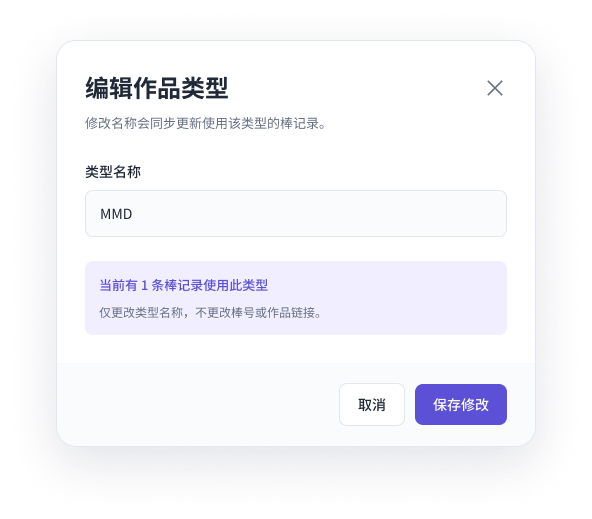 编辑作品类型
修改名称会同步更新使用该类型的棒记录。
类型名称
MMD
当前有 1 条棒记录使用此类型
仅更改类型名称，不更改棒号或作品链接。
取消
保存修改